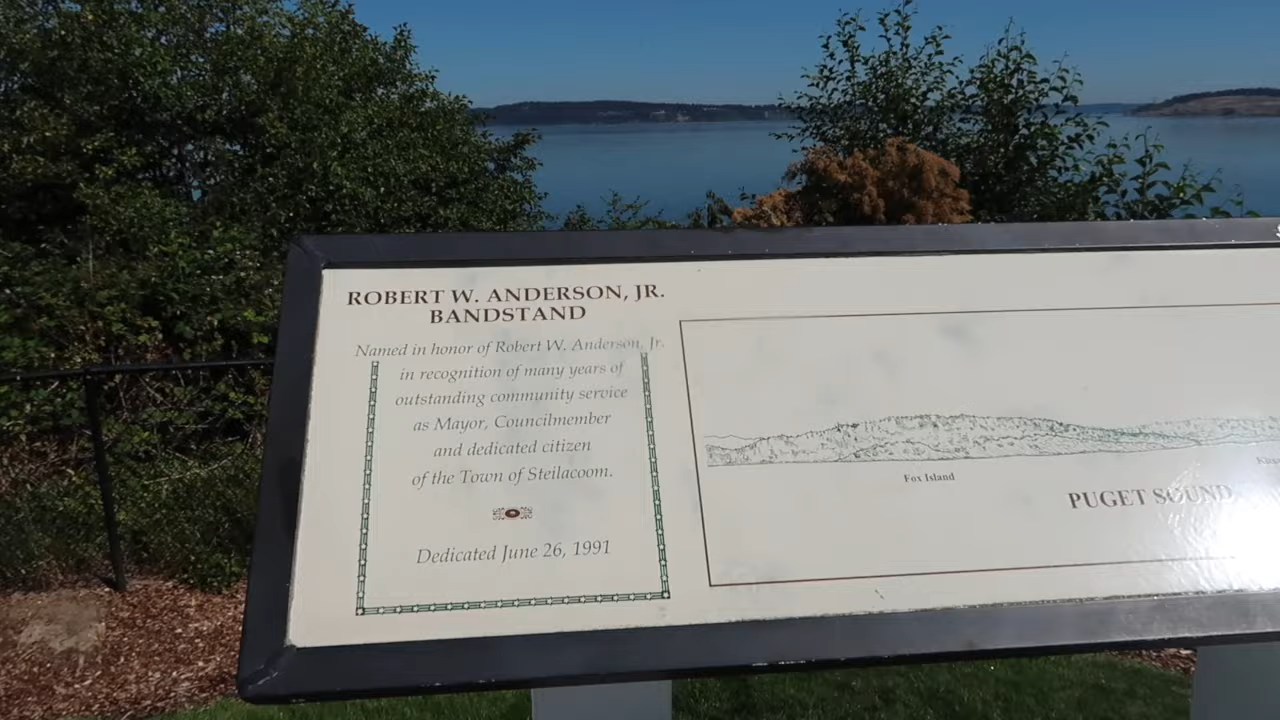 ROBERT W. ANDERSON, JR.
BANDSTAND
Named in honor of Robert W. Anderson, Jr.
in recognition of many years of
outstanding community service
as Mayor, Councilmember
and dedicated citizen
of the Town of Steilacoom.
Dedicated June 26, 1991
Fox Island
PUGET SOUND